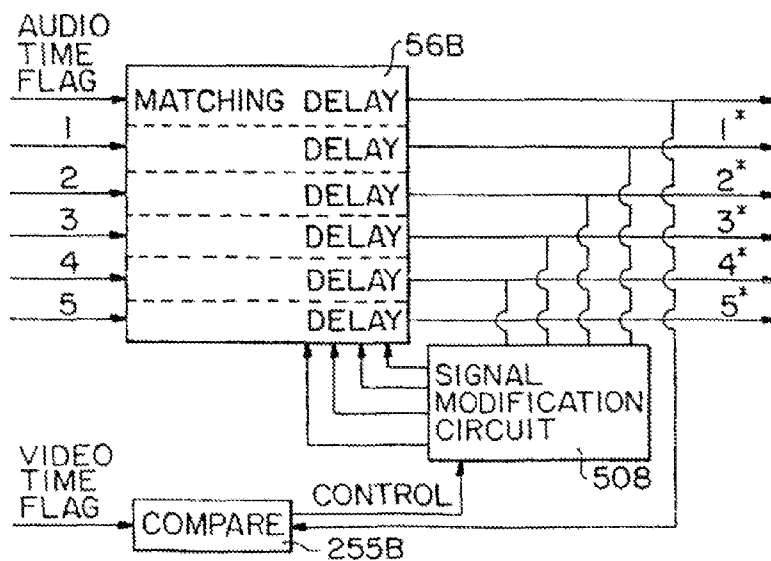 AUDIO
TIME
FLAG
56B
MATCHING DELAY
1
DELAY
1*
2
DELAY
2*
3
DELAY
3*
4
DELAY
4*
5
DELAY
5*
SIGNAL
MODIFICATION
CIRCUIT
508
VIDEO
TIME
FLAG
CONTROL
COMPARE
255B